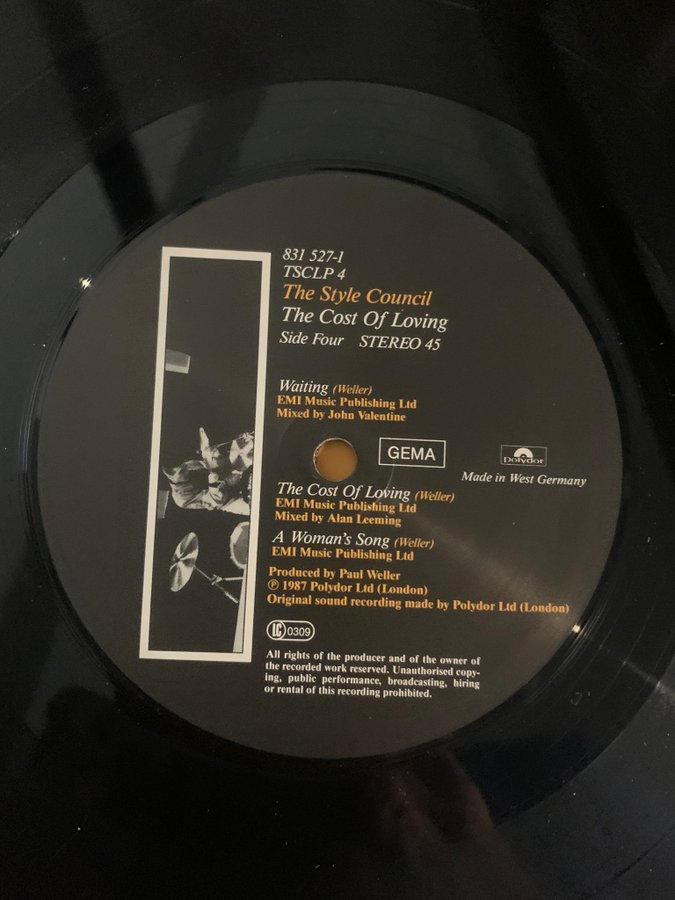 831 527-1
TSCLP 4
The Style Council
The Cost Of Loving
Side Four STEREO 45
Waiting (Weller)
EMI Music Publishing Ltd
Mixed by John Valentine
GEMA
Polydor
Made in West Germany
The Cost Of Loving (Weller)
EMI Music Publishing Ltd
Mixed by Alan Leeming
A Woman's Song (Weller)
EMI Music Publishing Ltd
Produced by Paul Weller
℗ 1987 Polydor Ltd (London)
Original sound recording made by Polydor Ltd (London)
LC 0309
All rights of the producer and of the owner of
the recorded work reserved. Unauthorised copy-
ing, public performance, broadcasting, hiring
or rental of this recording prohibited.